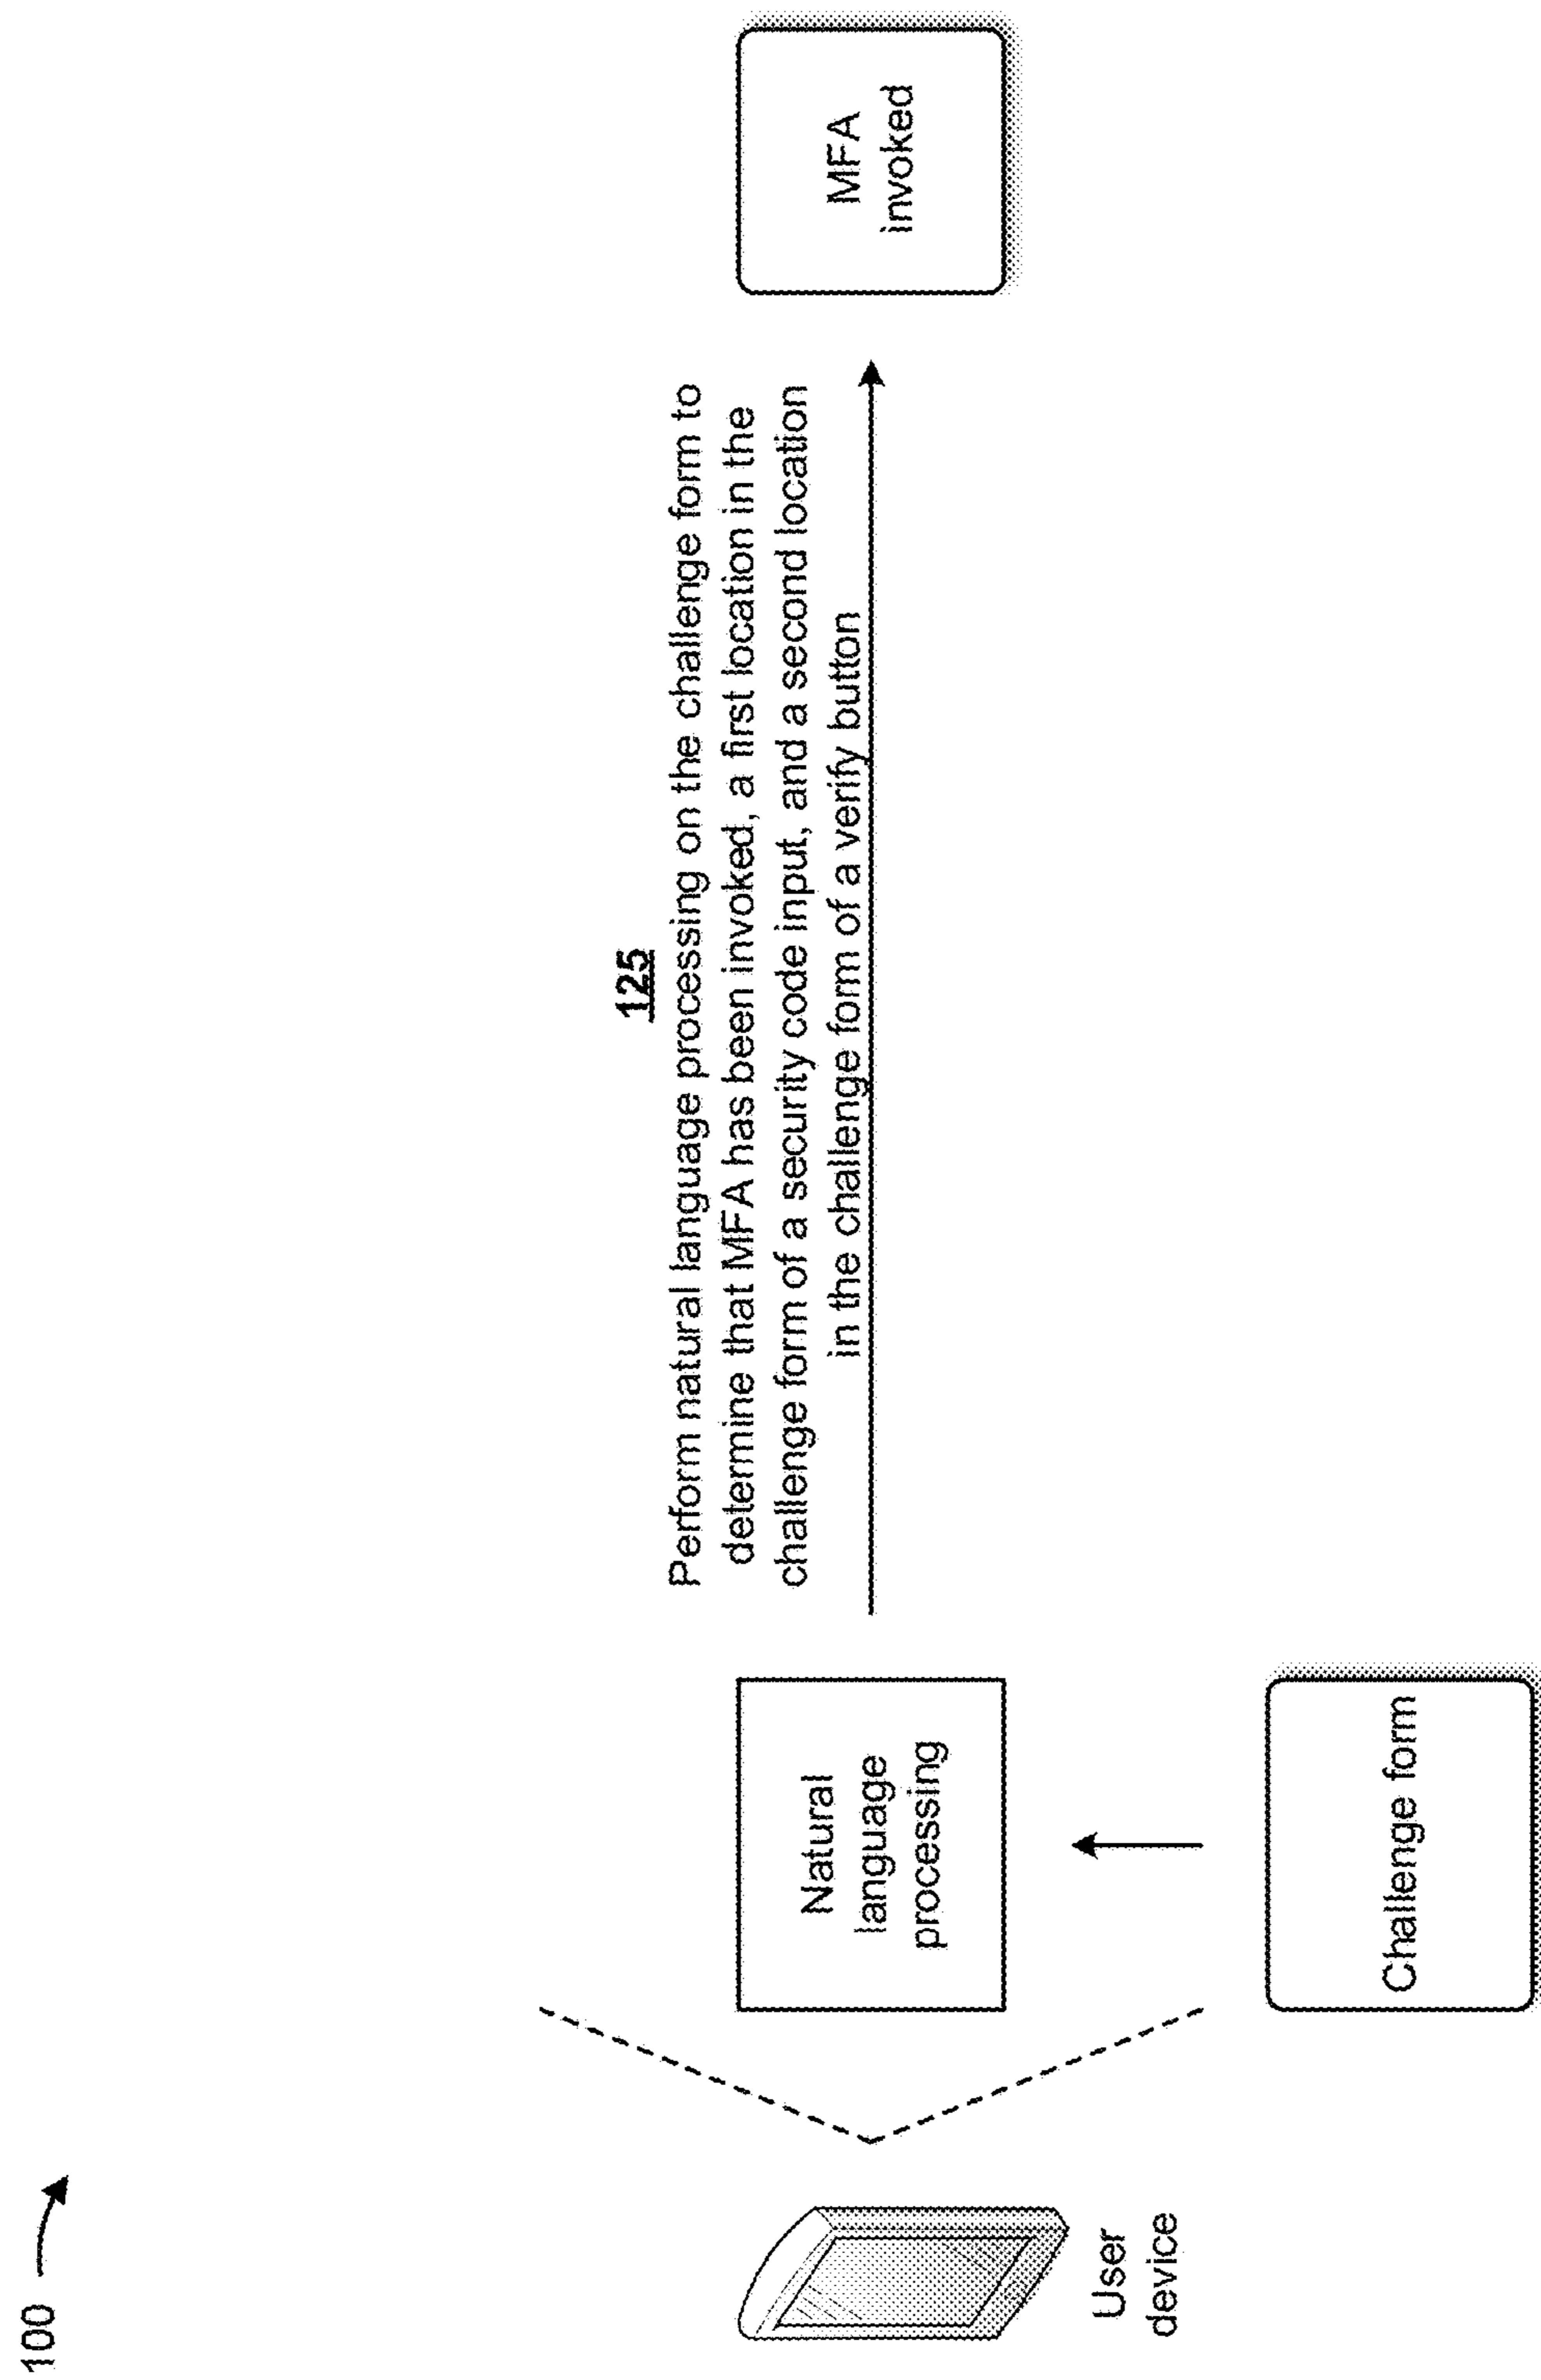 100
125
Perform natural language processing on the challenge form to
determine that MFA has been invoked, a first location in the
challenge form of a security code input, and a second location
in the challenge form of a verify button
Natural
language
processing
MFA
invoked
User
device
Challenge form